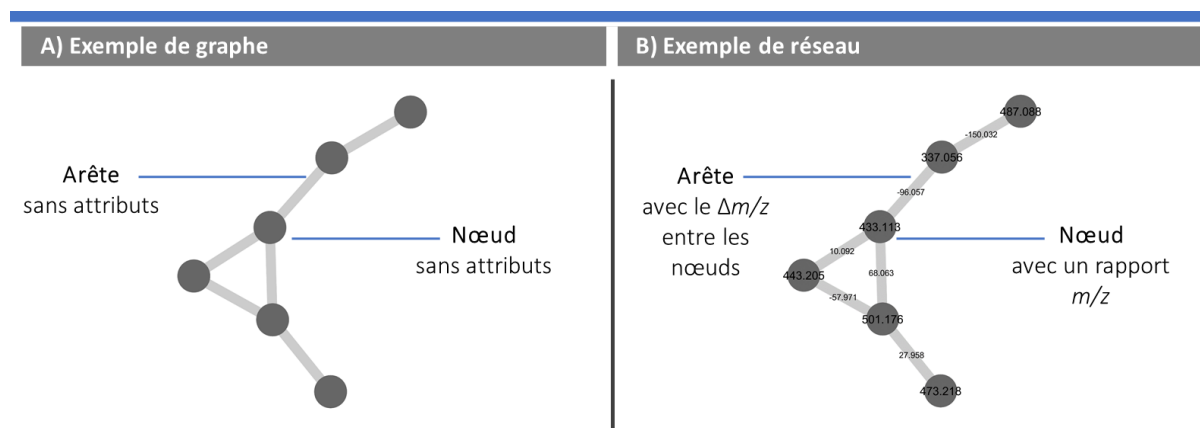 A) Exemple de graphe
Arête
sans attributs
Nœud
sans attributs
B) Exemple de réseau
487.088
-150.032
337.056
Arête
avec le Δm/z
entre les
nœuds
-96.057
433.113
Nœud
avec un rapport
m/z
10.092
443.205
68.063
-57.971
501.176
27.958
473.218